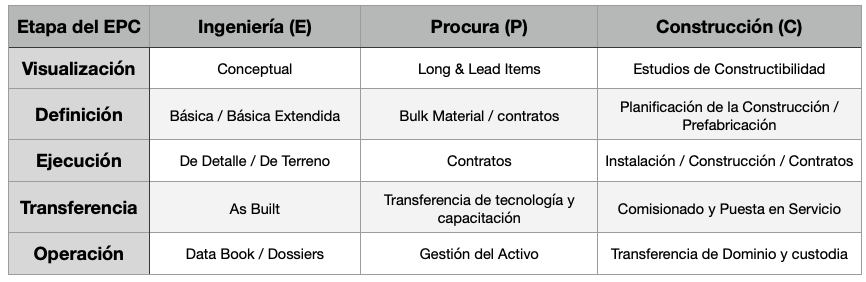 Etapa del EPC Ingeniería (E) Procura (P) Construcción (C)
Visualización Conceptual Long & Lead Items Estudios de Constructibilidad
Definición Básica / Básica Extendida Bulk Material / contratos Planificación de la Construcción /
Prefabricación
Ejecución De Detalle / De Terreno Contratos Instalación / Construcción / Contratos
Transferencia As Built Transferencia de tecnología y
capacitación Comisionado y Puesta en Servicio
Operación Data Book / Dossiers Gestión del Activo Transferencia de Dominio y custodia